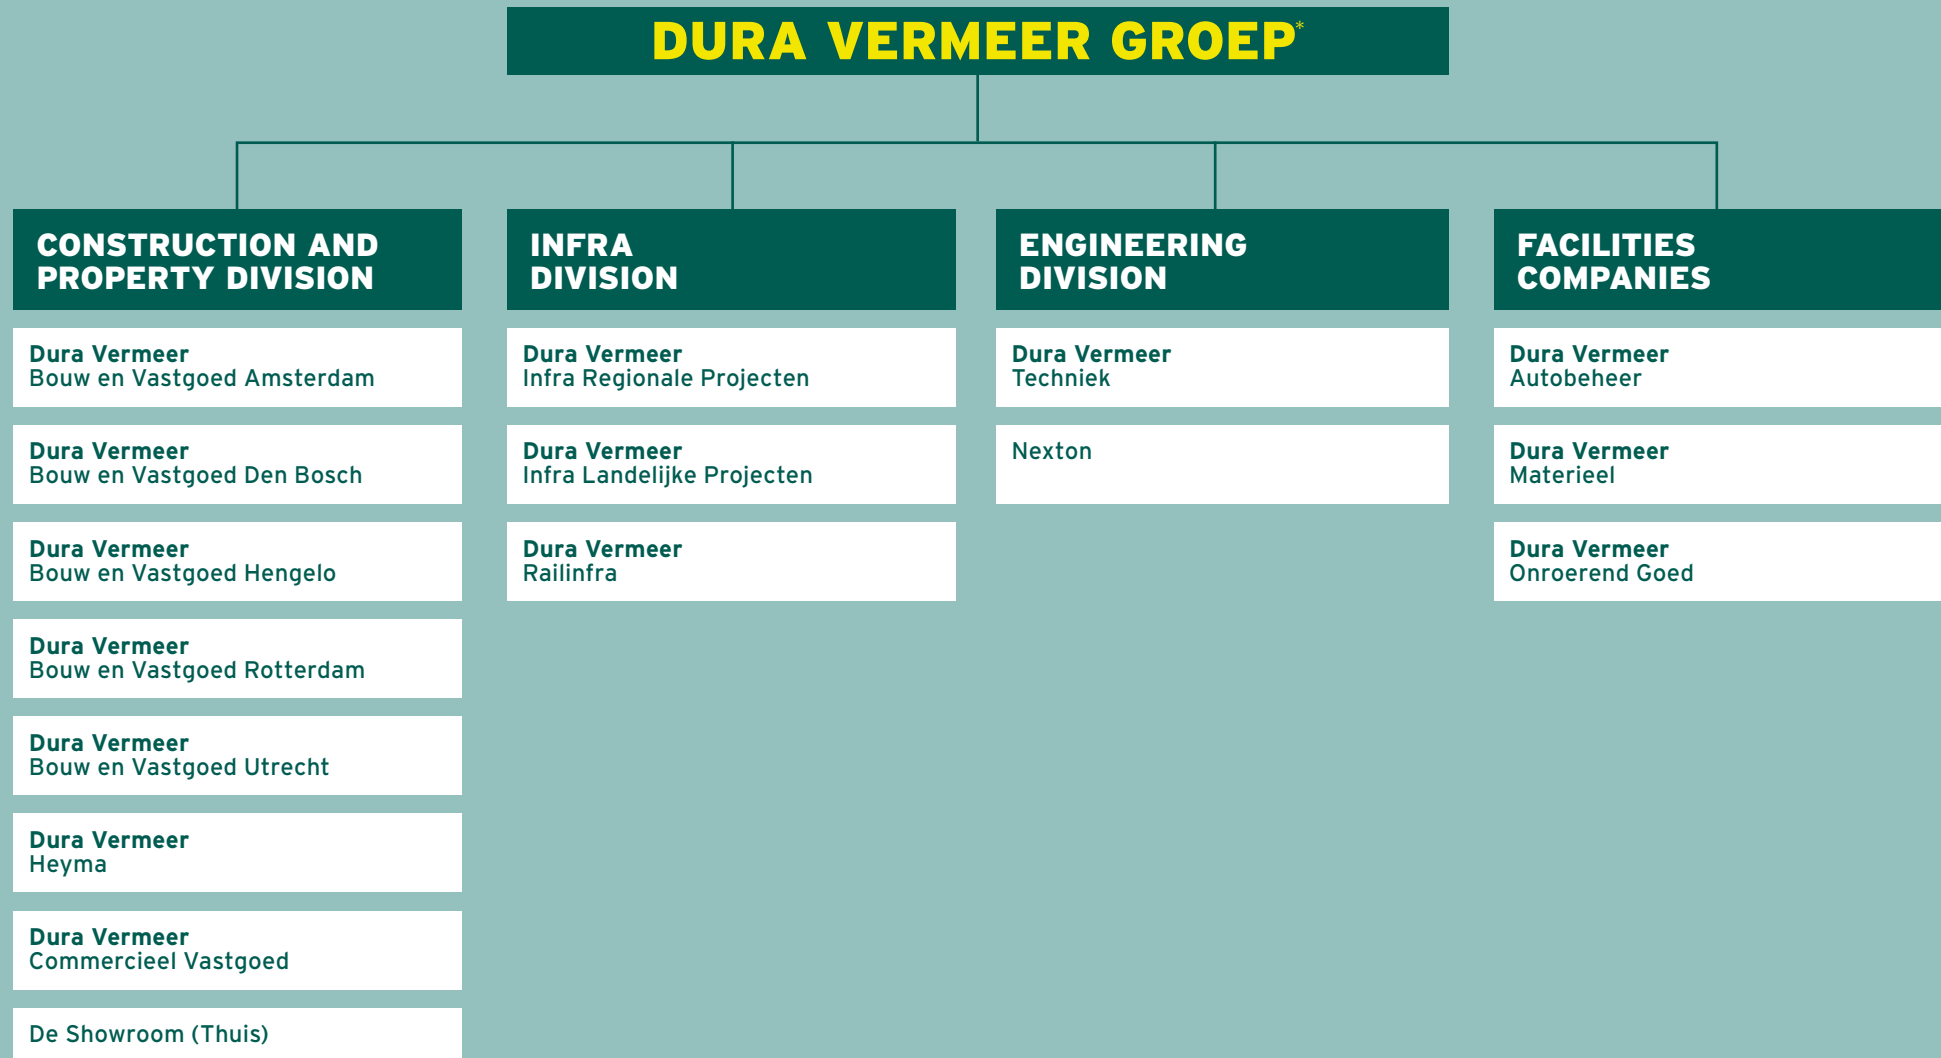 DURA VERMEER GROEP*
CONSTRUCTION AND
PROPERTY DIVISION
Dura Vermeer
Bouw en Vastgoed Amsterdam
Dura Vermeer
Bouw en Vastgoed Den Bosch
Dura Vermeer
Bouw en Vastgoed Hengelo
Dura Vermeer
Bouw en Vastgoed Rotterdam
Dura Vermeer
Bouw en Vastgoed Utrecht
Dura Vermeer
Heyma
Dura Vermeer
Commercieel Vastgoed
De Showroom (Thuis)
INFRA
DIVISION
Dura Vermeer
Infra Regionale Projecten
Dura Vermeer
Infra Landelijke Projecten
Dura Vermeer
Railinfra
ENGINEERING
DIVISION
Dura Vermeer
Techniek
Nexton
FACILITIES
COMPANIES
Dura Vermeer
Autobeheer
Dura Vermeer
Materieel
Dura Vermeer
Onroerend Goed